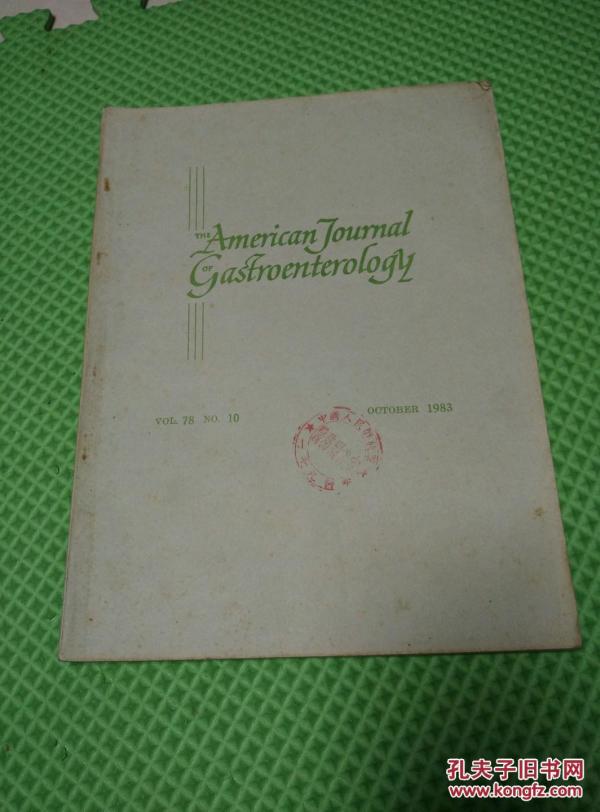 THE American Journal
OF Gastroenterology
VOL. 78 NO. 10
OCTOBER 1983
孔夫子旧书网
www.kongfz.com